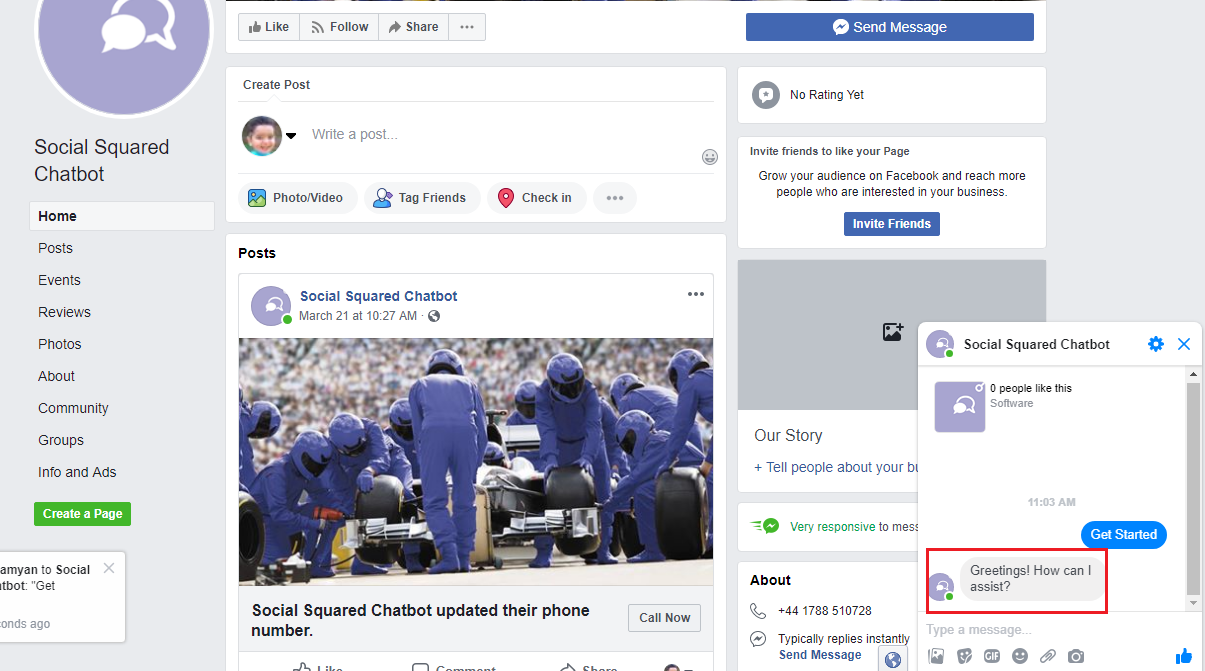 Like
Follow
Share
Send Message
Create Post
Write a post...
Photo/Video
Tag Friends
Check in
Social Squared
Chatbot
Home
Posts
Events
Reviews
Photos
About
Community
Groups
Info and Ads
Create a Page
amyan to Social
atbot: "Get
onds ago
Posts
Social Squared Chatbot
March 21 at 10:27 AM ·
Social Squared Chatbot updated their phone
number.
Call Now
Like
Comment
Share
No Rating Yet
Invite friends to like your Page
Grow your audience on Facebook and reach more
people who are interested in your business.
Invite Friends
Our Story
+ Tell people about your bu
Very responsive to mess
About
+44 1788 510728
Typically replies instantly
Send Message
Social Squared Chatbot
0 people like this
Software
11:03 AM
Get Started
Greetings! How can I
assist?
Type a message...
GIF